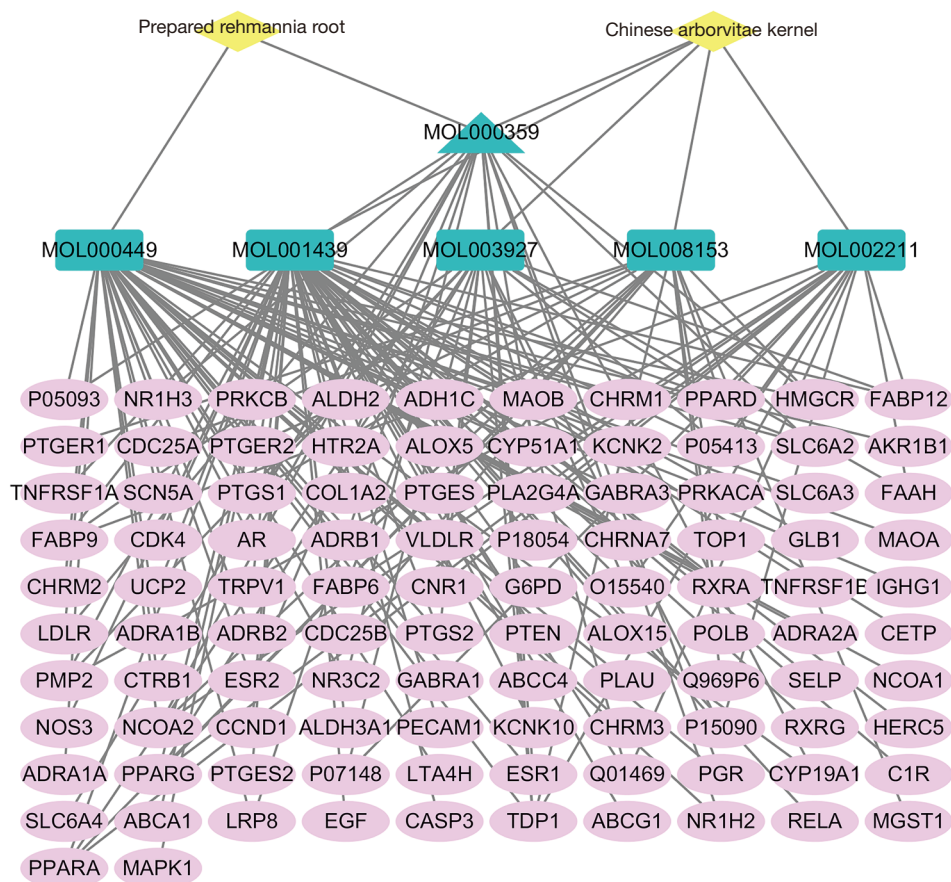 Prepared rehmannia root
Chinese arborvitae kernel
MOL000359
MOL000449 MOL001439 MOL003927 MOL008153 MOL002211
P05093 NR1H3 PRKCB ALDH2 ADH1C MAOB CHRM1 PPARD HMGCR FABP12
PTGER1 CDC25A PTGER2 HTR2A ALOX5 CYP51A1 KCNK2 P05413 SLC6A2 AKR1B1
TNFRSF1A SCN5A PTGS1 COL1A2 PTGES PLA2G4A GABRA3 PRKACA SLC6A3 FAAH
FABP9 CDK4 AR ADRB1 VLDLR P18054 CHRNA7 TOP1 GLB1 MAOA
CHRM2 UCP2 TRPV1 FABP6 CNR1 G6PD O15540 RXRA TNFRSF1B IGHG1
LDLR ADRA1B ADRB2 CDC25B PTGS2 PTEN ALOX15 POLB ADRA2A CETP
PMP2 CTRB1 ESR2 NR3C2 GABRA1 ABCC4 PLAU Q969P6 SELP NCOA1
NOS3 NCOA2 CCND1 ALDH3A1 PECAM1 KCNK10 CHRM3 P15090 RXRG HERC5
ADRA1A PPARG PTGES2 P07148 LTA4H ESR1 Q01469 PGR CYP19A1 C1R
SLC6A4 ABCA1 LRP8 EGF CASP3 TDP1 ABCG1 NR1H2 RELA MGST1
PPARA MAPK1